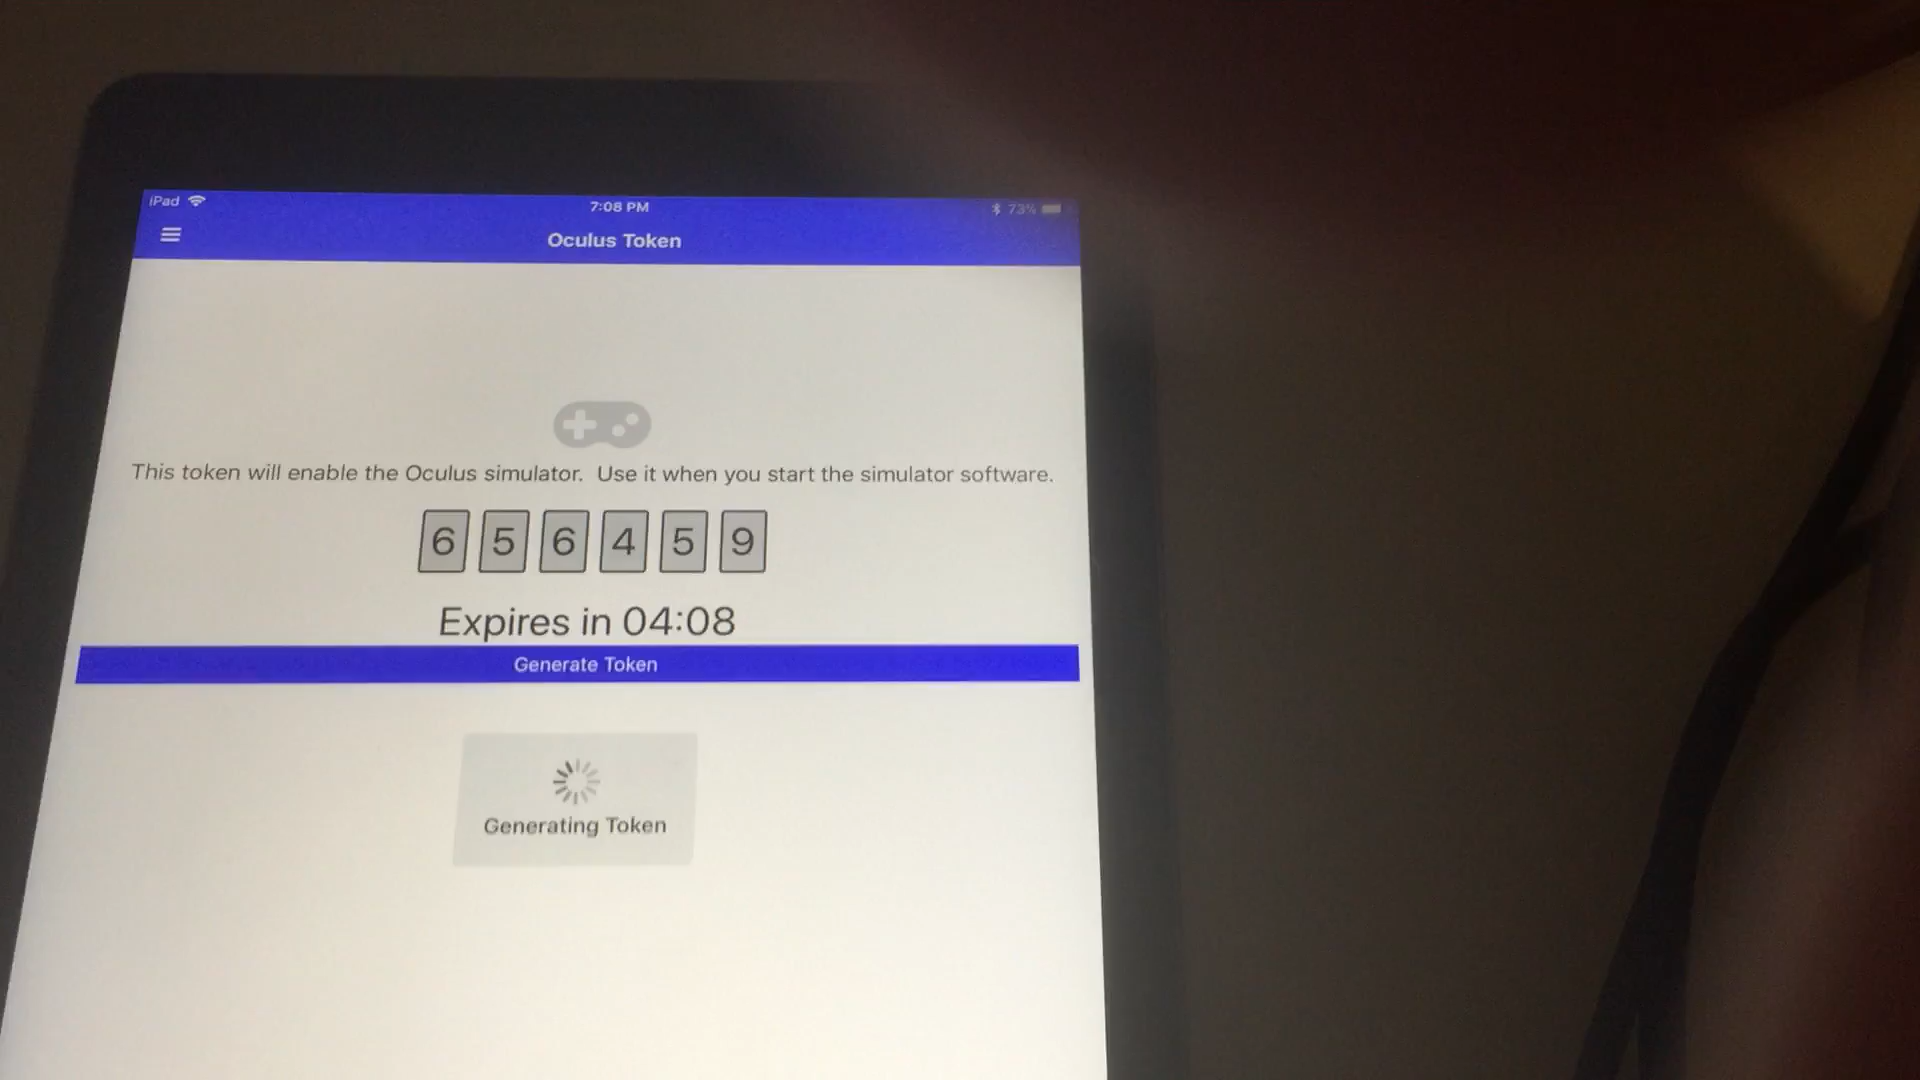 iPad
7:08 PM
73%
Oculus Token
This token will enable the Oculus simulator. Use it when you start the simulator software.
6 5 6 4 5 9
Expires in 04:08
Generate Token
Generating Token